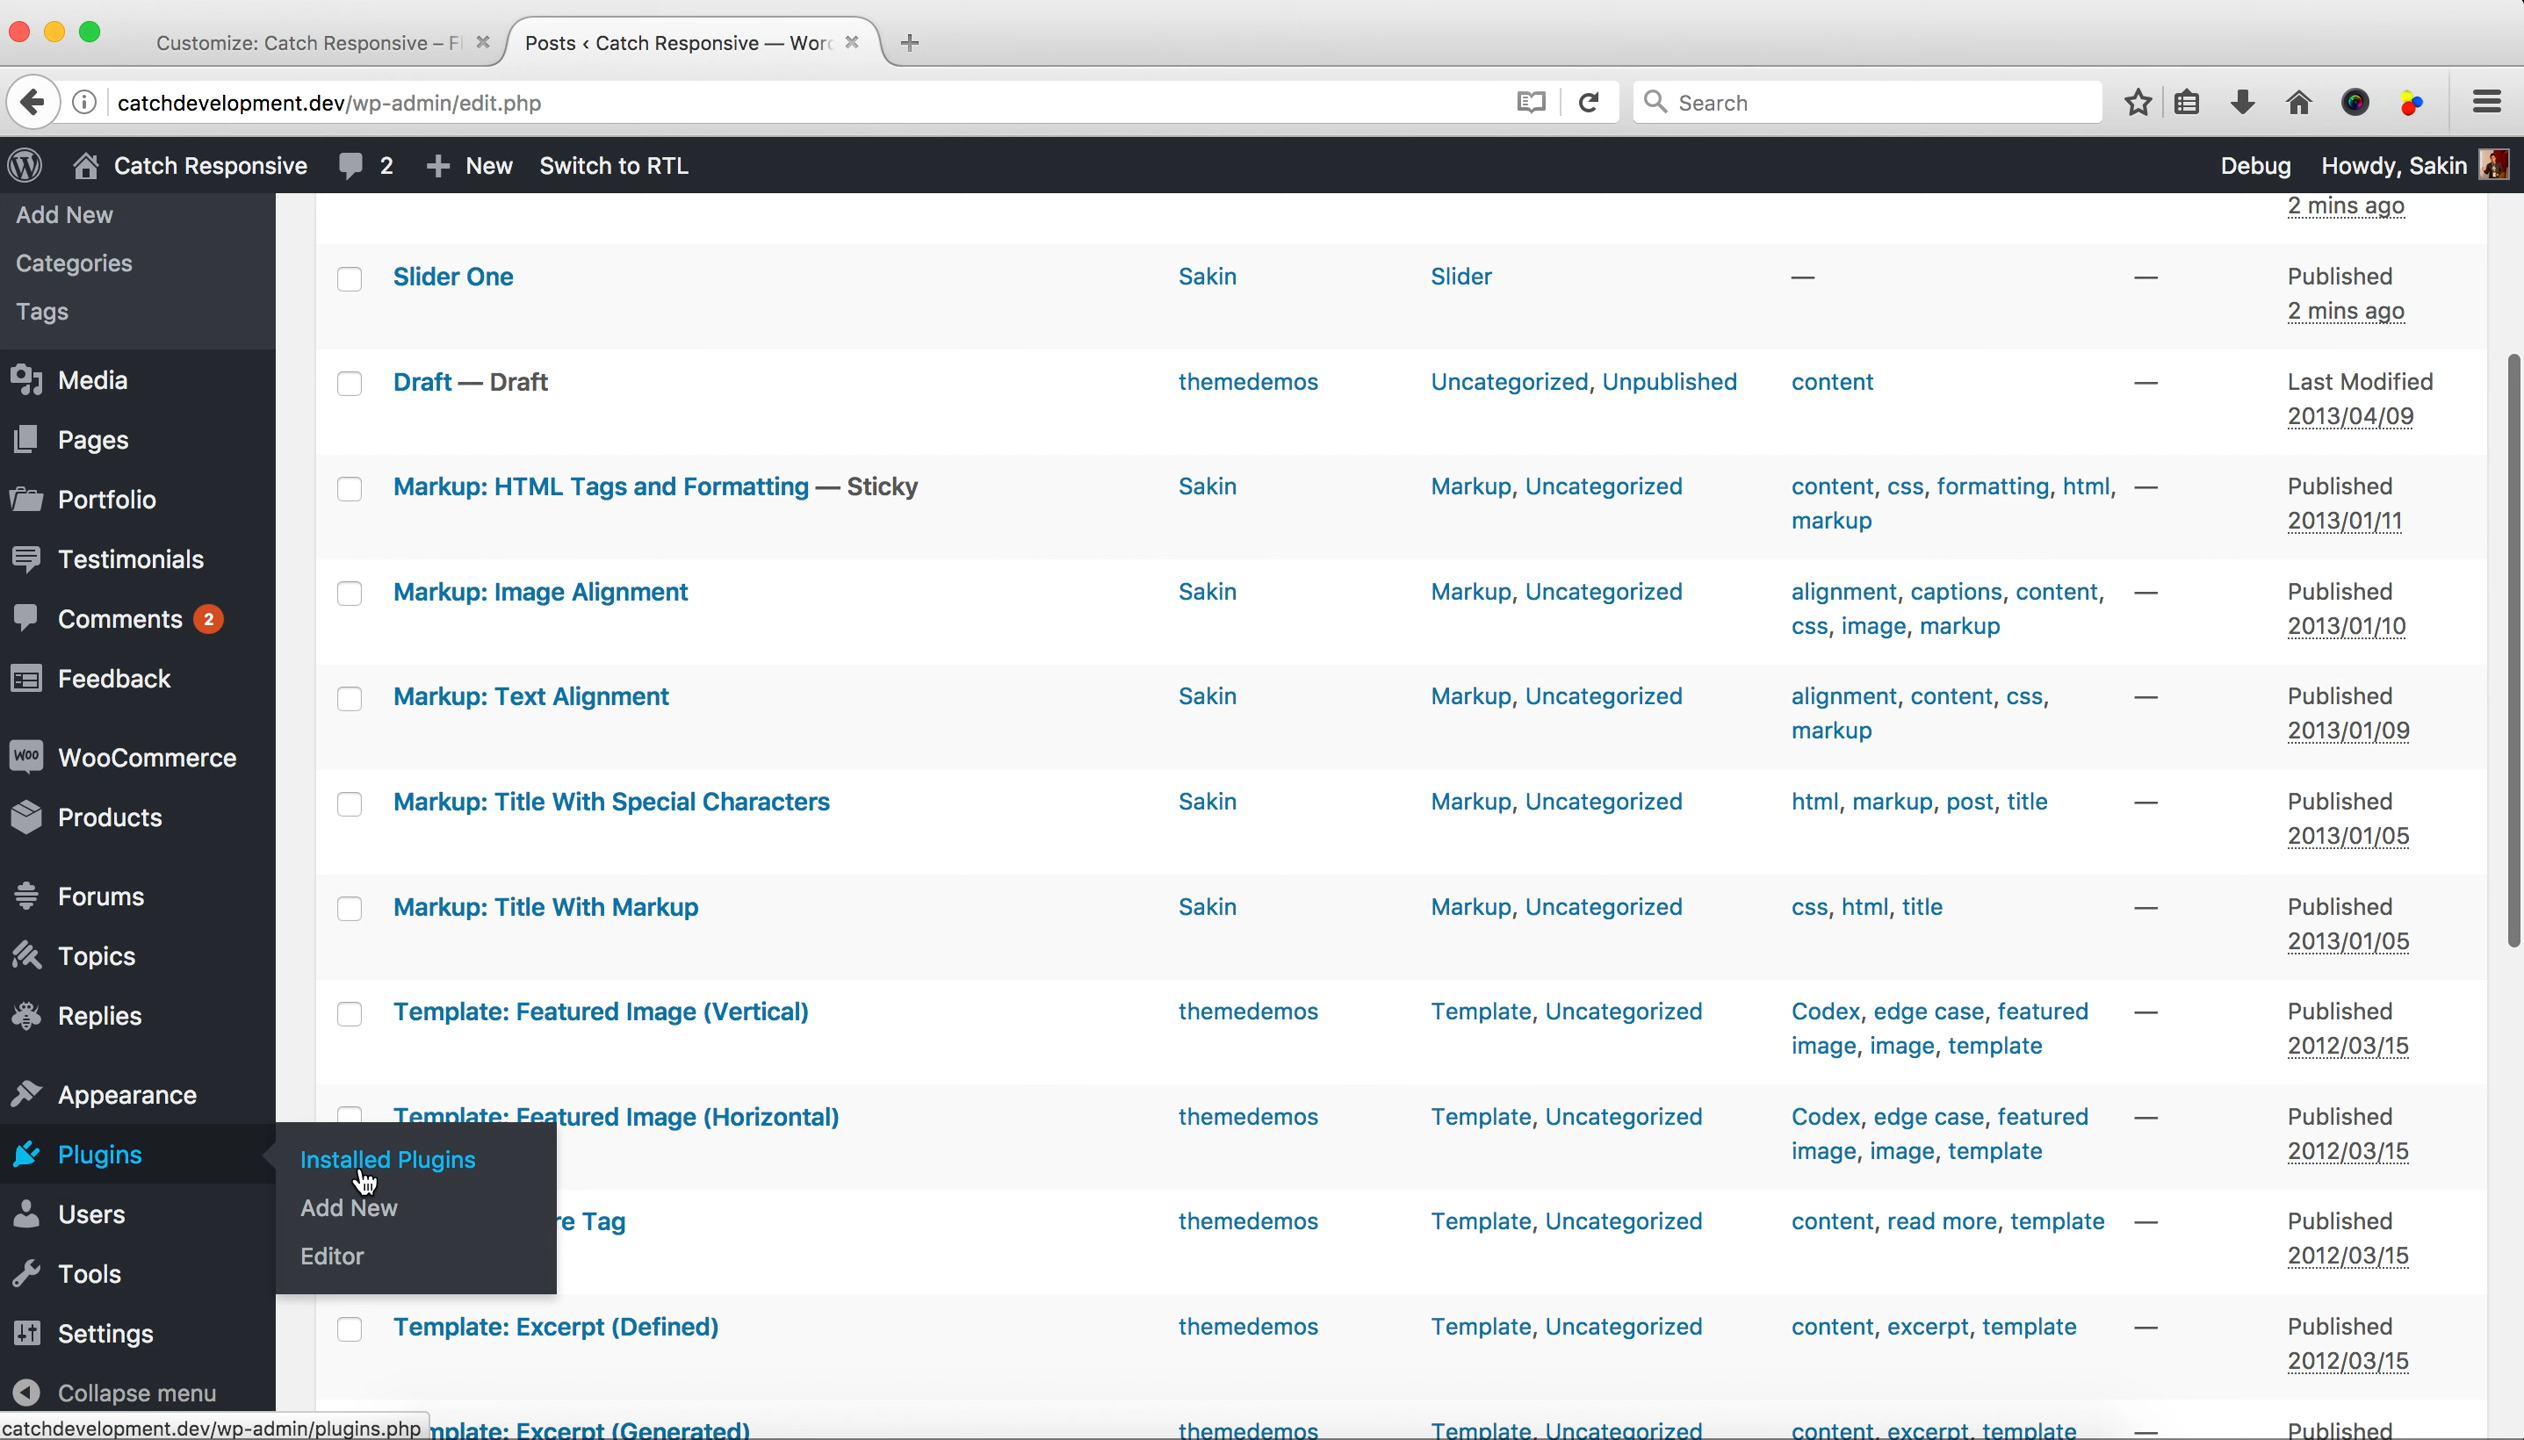 Customize: Catch Responsive – Fl
Posts ‹ Catch Responsive — Wor
catchdevelopment.dev/wp-admin/edit.php
Search
Catch Responsive 2 New Switch to RTL
Debug Howdy, Sakin
Add New
Categories
Tags
Media
Pages
Portfolio
Testimonials
Comments 2
Feedback
WOO WooCommerce
Products
Forums
Topics
Replies
Appearance
Plugins
Users
Tools
Settings
Collapse menu
Installed Plugins
Add New
Editor
2 mins ago
Slider One Sakin Slider — — Published
2 mins ago
Draft — Draft themedemos Uncategorized, Unpublished content — Last Modified
2013/04/09
Markup: HTML Tags and Formatting — Sticky Sakin Markup, Uncategorized content, css, formatting, html, — Published
markup 2013/01/11
Markup: Image Alignment Sakin Markup, Uncategorized alignment, captions, content, — Published
css, image, markup 2013/01/10
Markup: Text Alignment Sakin Markup, Uncategorized alignment, content, css, — Published
markup 2013/01/09
Markup: Title With Special Characters Sakin Markup, Uncategorized html, markup, post, title — Published
2013/01/05
Markup: Title With Markup Sakin Markup, Uncategorized css, html, title — Published
2013/01/05
Template: Featured Image (Vertical) themedemos Template, Uncategorized Codex, edge case, featured — Published
image, image, template 2012/03/15
Template: Featured Image (Horizontal) themedemos Template, Uncategorized Codex, edge case, featured — Published
image, image, template 2012/03/15
re Tag themedemos Template, Uncategorized content, read more, template — Published
2012/03/15
Template: Excerpt (Defined) themedemos Template, Uncategorized content, excerpt, template — Published
2012/03/15
mplate: Excerpt (Generated) themedemos Template, Uncategorized content, excerpt, template — Published
catchdevelopment.dev/wp-admin/plugins.php